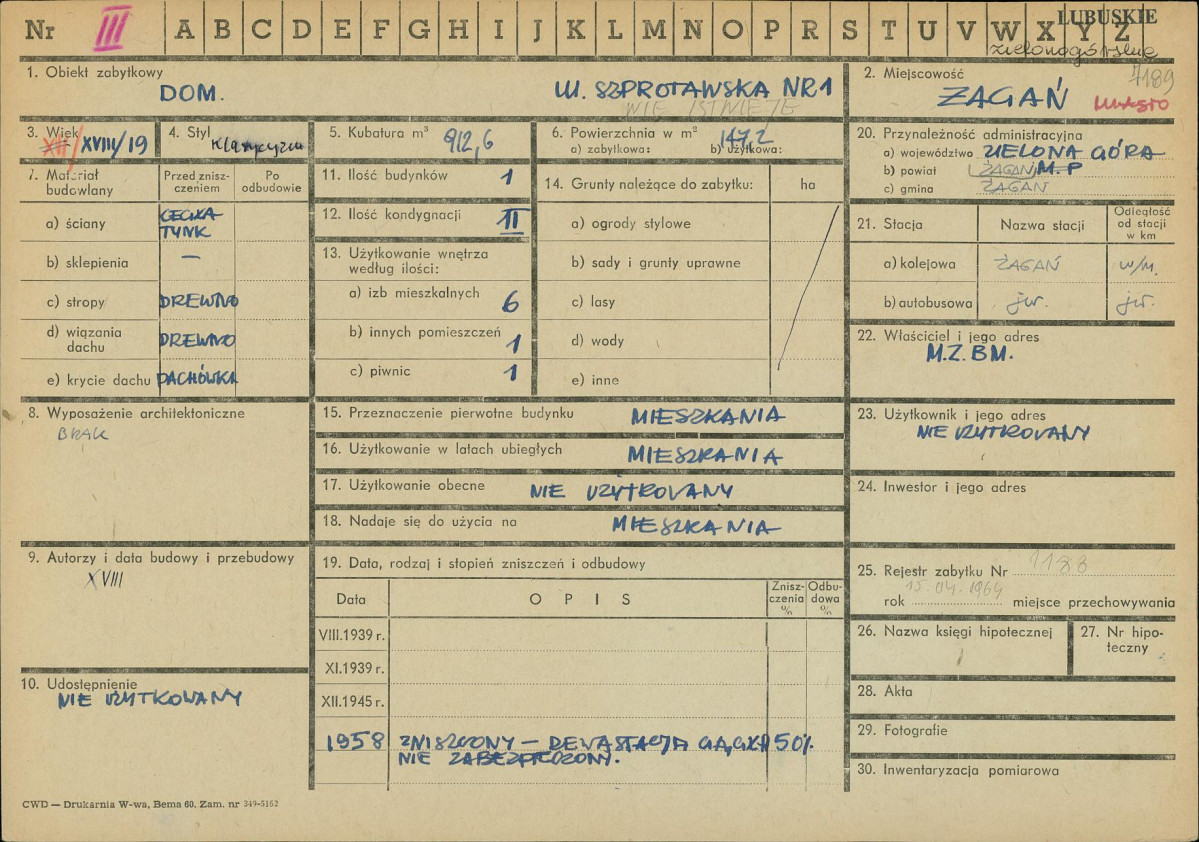 Nr III A B C D E F G H I J K L M N O P R S T U V W X Y Z
LUBUSKIE
zielonogórskie
7189
1. Obiekt zabytkowy
DOM. Ul. SZPROTAWSKA NR 1
NIE ISTNIEJE
2. Miejscowość
ŻAGAŃ miasto
3. Wiek
XVIII/19
4. Styl
Klasycyzm
5. Kubatura m³
912,6
6. Powierzchnia w m²
a) zabytkowa: b) użytkowa:
147,2
7. Materiał budowlany
Przed zniszczeniem
Po odbudowie
a) ściany CEGŁA TYNK
b) sklepienia —
c) stropy DREWNO
d) wiązania dachu DREWNO
e) krycie dachu DACHÓWKA
8. Wyposażenie architektoniczne
BRAK
9. Autorzy i data budowy i przebudowy
XVIII
10. Udostępnienie
NIE UŻYTKOWANY
11. Ilość budynków 1
12. Ilość kondygnacji II
13. Użytkowanie wnętrza według ilości:
a) izb mieszkalnych 6
b) innych pomieszczeń 1
c) piwnic 1
14. Grunty należące do zabytku: ha
a) ogrody stylowe
b) sady i grunty uprawne
c) lasy
d) wody
e) inne
15. Przeznaczenie pierwotne budynku MIESZKANIA
16. Użytkowanie w latach ubiegłych MIESZKANIA
17. Użytkowanie obecne NIE UŻYTKOWANY
18. Nadaje się do użycia na MIESZKANIA
19. Data, rodzaj i stopień zniszczeń i odbudowy
Data OPIS Zniszczenia % Odbudowa %
VIII.1939 r.
XI.1939 r.
XII.1945 r.
1958 ZNISZCZONY — DEWASTACJA CIĄGŁA 50%
NIE ZABEZPIECZONY.
20. Przynależność administracyjna
a) województwo ZIELONA GÓRA
b) powiat ŻAGAŃ M.P
c) gmina ŻAGAŃ
21. Stacja Nazwa stacji Odległość od stacji w km
a) kolejowa ŻAGAŃ w/m.
b) autobusowa jw. jw.
22. Właściciel i jego adres
M.Z.BM.
23. Użytkownik i jego adres
NIE UŻYTKOWANY
24. Inwestor i jego adres
25. Rejestr zabytku Nr 1188
rok 15.04.1964 miejsce przechowywania
26. Nazwa księgi hipotecznej
27. Nr hipoteczny
28. Akta
29. Fotografie
30. Inwentaryzacja pomiarowa
CWD — Drukarnia W-wa, Bema 60. Zam. nr 349-5162